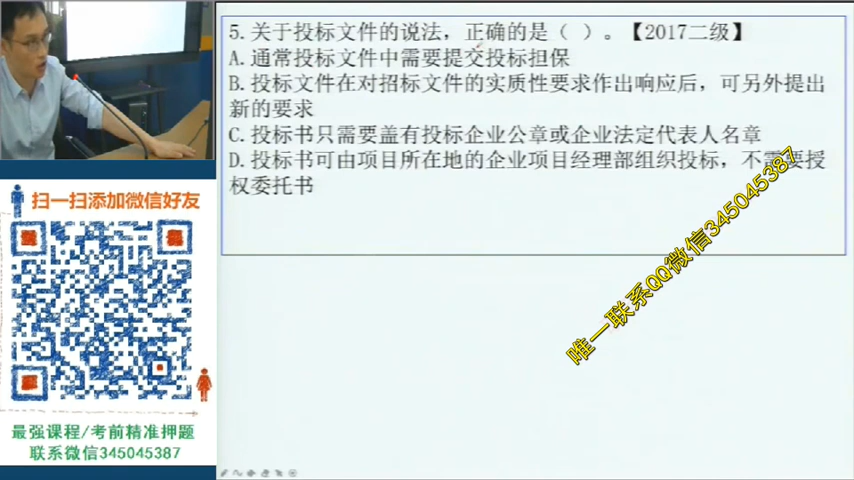 5.关于投标文件的说法，正确的是（ ）。【2017二级】
A.通常投标文件中需要提交投标担保
B.投标文件在对招标文件的实质性要求作出响应后，可另外提出
新的要求
C.投标书只需要盖有投标企业公章或企业法定代表人名章
D.投标书可由项目所在地的企业项目经理部组织投标，不需要授
权委托书
唯一联系QQ微信345045387
扫一扫添加微信好友
最强课程/考前精准押题
联系微信345045387